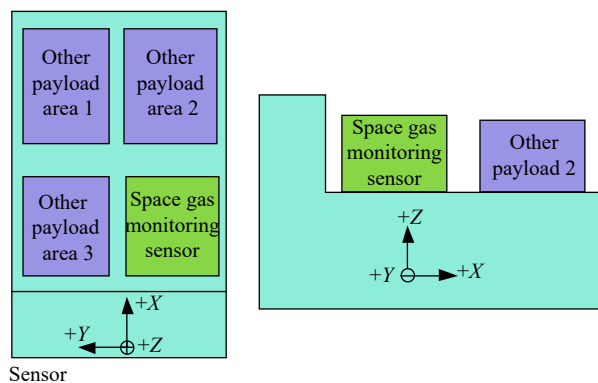 Other
payload
area 1
Other
payload
area 2
Other
payload
area 3
Space gas
monitoring
sensor
+X
+Y
+Z
Sensor
Space gas
monitoring
sensor
Other
payload 2
+Z
+Y
+X